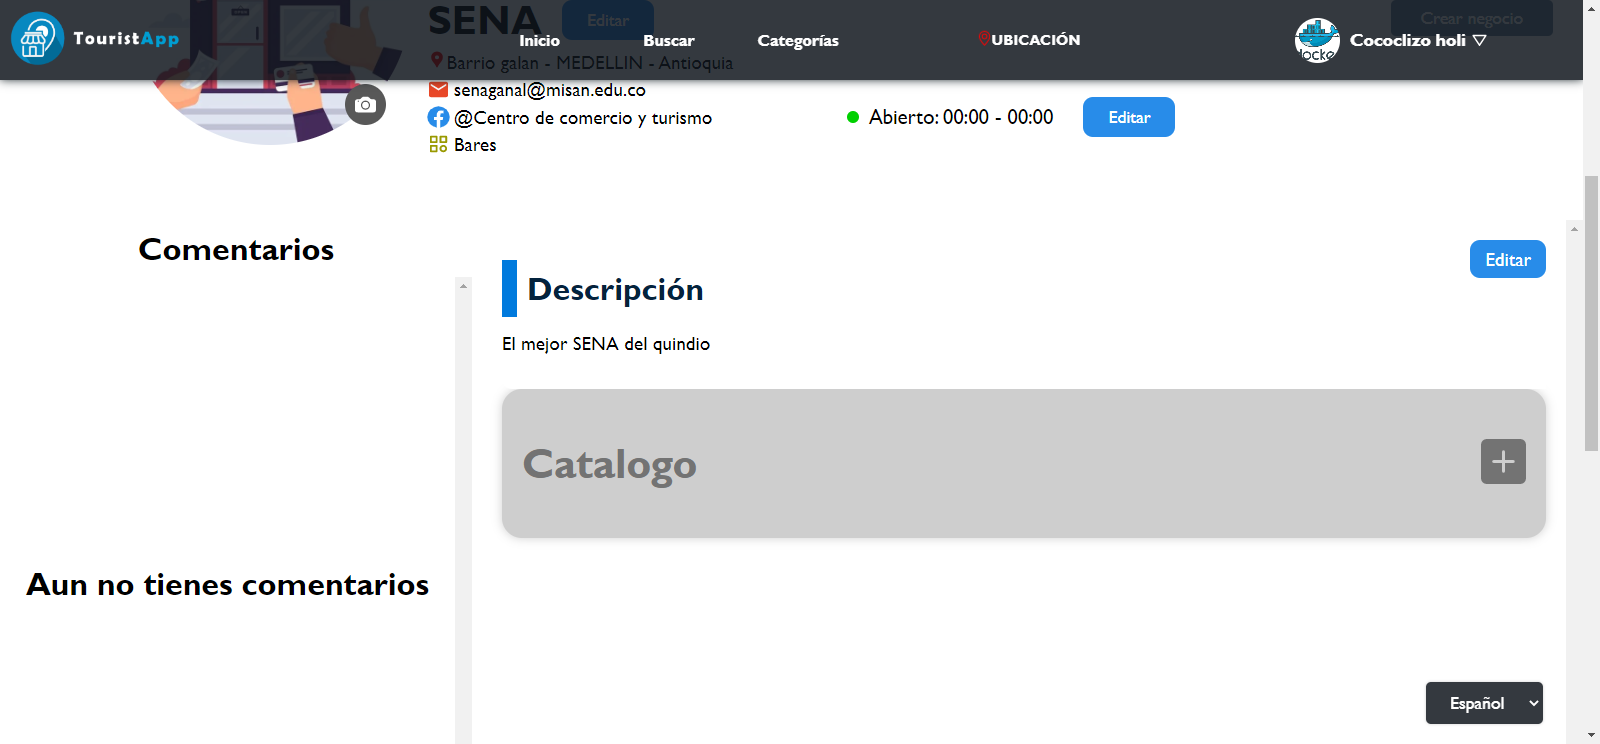 TouristApp
Inicio
Buscar
Categorías
UBICACIÓN
docke
Cococlizo holi
Crear negocio
SENA
Editar
Barrio galan - MEDELLIN - Antioquia
senaganal@misan.edu.co
@Centro de comercio y turismo
Bares
Abierto: 00:00 - 00:00
Editar
Comentarios
Aun no tienes comentarios
Editar
Descripción
El mejor SENA del quindio
Catalogo
Español